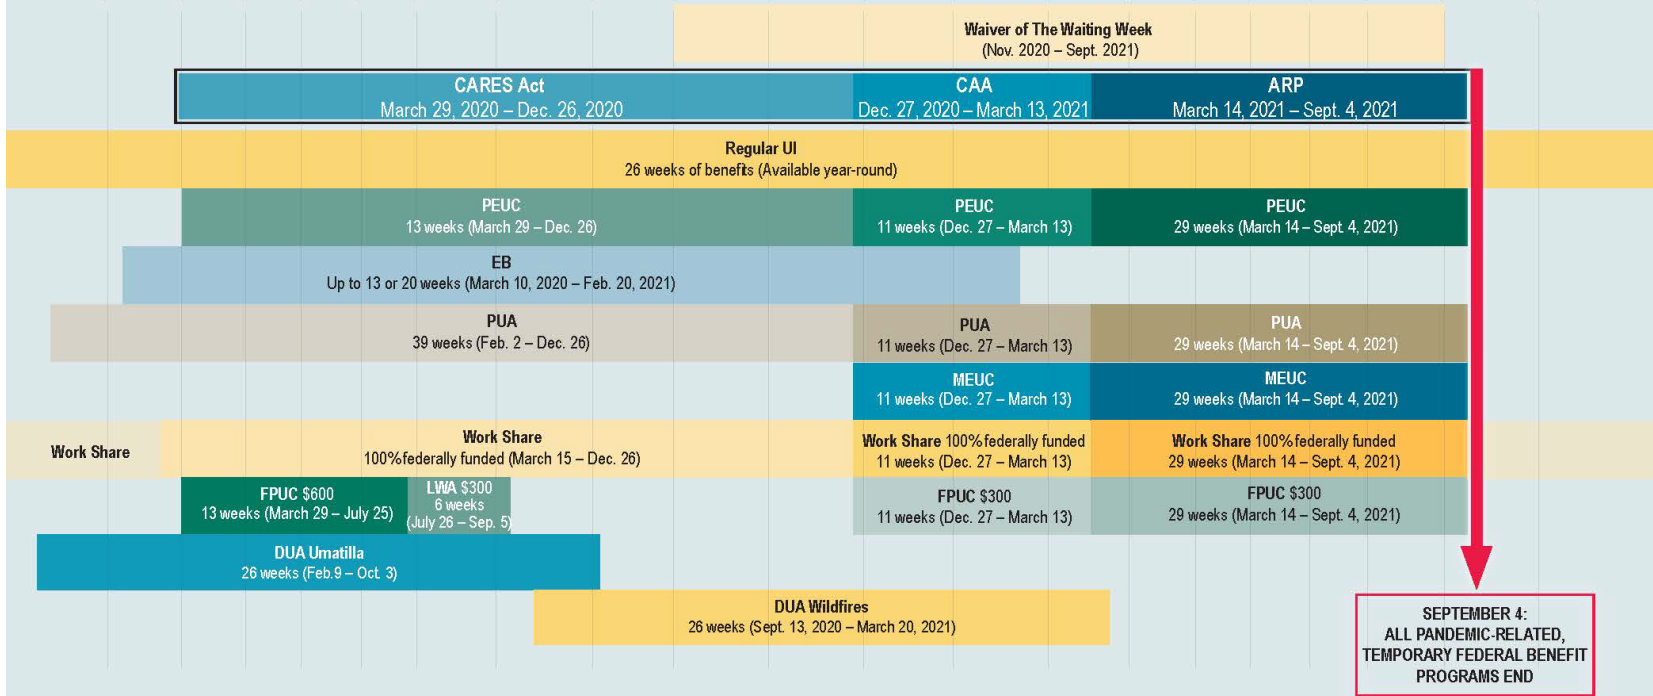 Waiver of The Waiting Week
(Nov. 2020 – Sept. 2021)
CARES Act
March 29, 2020 – Dec. 26, 2020
CAA
Dec. 27, 2020 – March 13, 2021
ARP
March 14, 2021 – Sept. 4, 2021
Regular UI
26 weeks of benefits (Available year-round)
PEUC
13 weeks (March 29 – Dec. 26)
PEUC
11 weeks (Dec. 27 – March 13)
PEUC
29 weeks (March 14 – Sept. 4, 2021)
EB
Up to 13 or 20 weeks (March 10, 2020 – Feb. 20, 2021)
PUA
39 weeks (Feb. 2 – Dec. 26)
PUA
11 weeks (Dec. 27 – March 13)
PUA
29 weeks (March 14 – Sept. 4, 2021)
MEUC
11 weeks (Dec. 27 – March 13)
MEUC
29 weeks (March 14 – Sept. 4, 2021)
Work Share
Work Share
100% federally funded (March 15 – Dec. 26)
Work Share 100% federally funded
11 weeks (Dec. 27 – March 13)
Work Share 100% federally funded
29 weeks (March 14 – Sept. 4, 2021)
FPUC $600
13 weeks (March 29 – July 25)
LWA $300
6 weeks
(July 26 – Sep. 5)
FPUC $300
11 weeks (Dec. 27 – March 13)
FPUC $300
29 weeks (March 14 – Sept. 4, 2021)
DUA Umatilla
26 weeks (Feb.9 – Oct. 3)
DUA Wildfires
26 weeks (Sept. 13, 2020 – March 20, 2021)
SEPTEMBER 4:
ALL PANDEMIC-RELATED,
TEMPORARY FEDERAL BENEFIT
PROGRAMS END